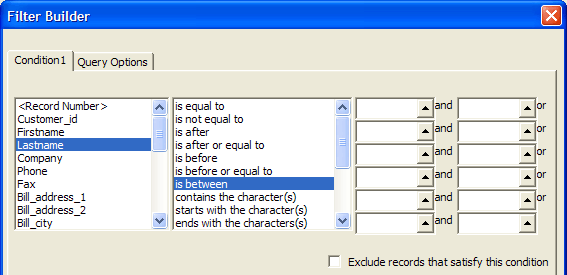 Filter Builder
Condition1 Query Options
<Record Number>
Customer_id
Firstname
Lastname
Company
Phone
Fax
Bill_address_1
Bill_address_2
Bill_city
is equal to
is not equal to
is after
is after or equal to
is before
is before or equal to
is between
contains the character(s)
starts with the character(s)
ends with the characters(s)
and or
and or
and or
and or
and or
and
Exclude records that satisfy this condition